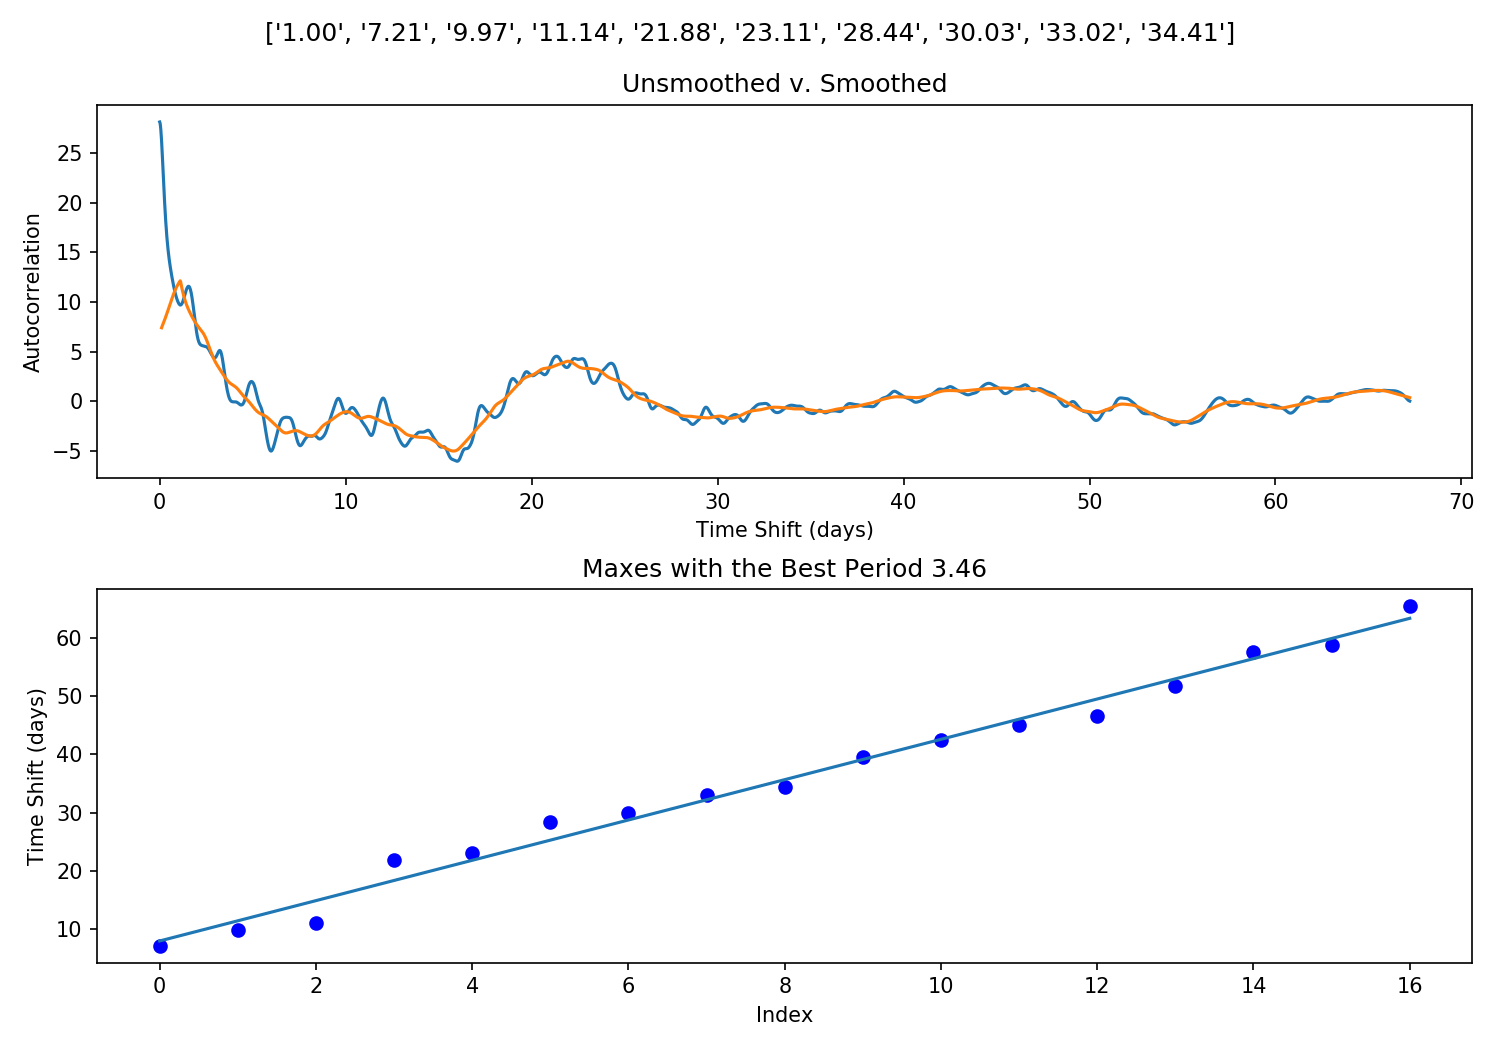 ['1.00', '7.21', '9.97', '11.14', '21.88', '23.11', '28.44', '30.03', '33.02', '34.41']
Unsmoothed v. Smoothed
Autocorrelation
25
20
15
10
5
0
−5
0 10 20 30 40 50 60 70
Time Shift (days)
Maxes with the Best Period 3.46
Time Shift (days)
60
50
40
30
20
10
0 2 4 6 8 10 12 14 16
Index